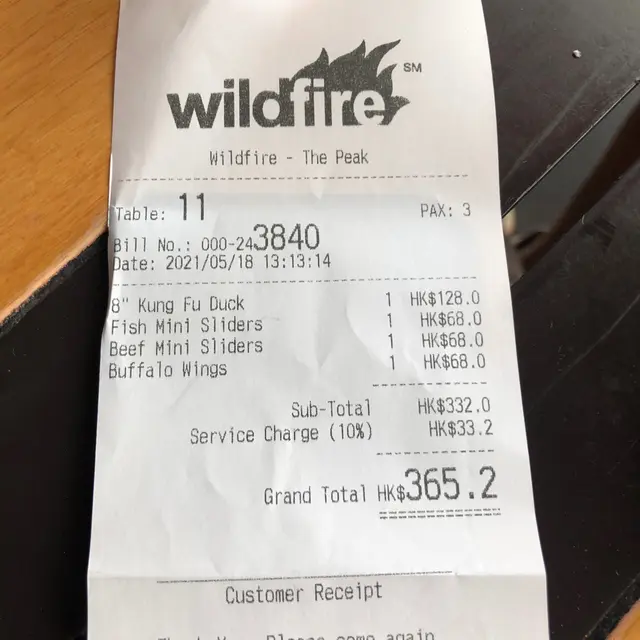 wildfire SM
Wildfire - The Peak
Table: 11 PAX: 3
Bill No.: 000-243840
Date: 2021/05/18 13:13:14
8" Kung Fu Duck 1 HK$128.0
Fish Mini Sliders 1 HK$68.0
Beef Mini Sliders 1 HK$68.0
Buffalo Wings 1 HK$68.0
Sub-Total HK$332.0
Service Charge (10%) HK$33.2
Grand Total HK$365.2
Customer Receipt
Please come again